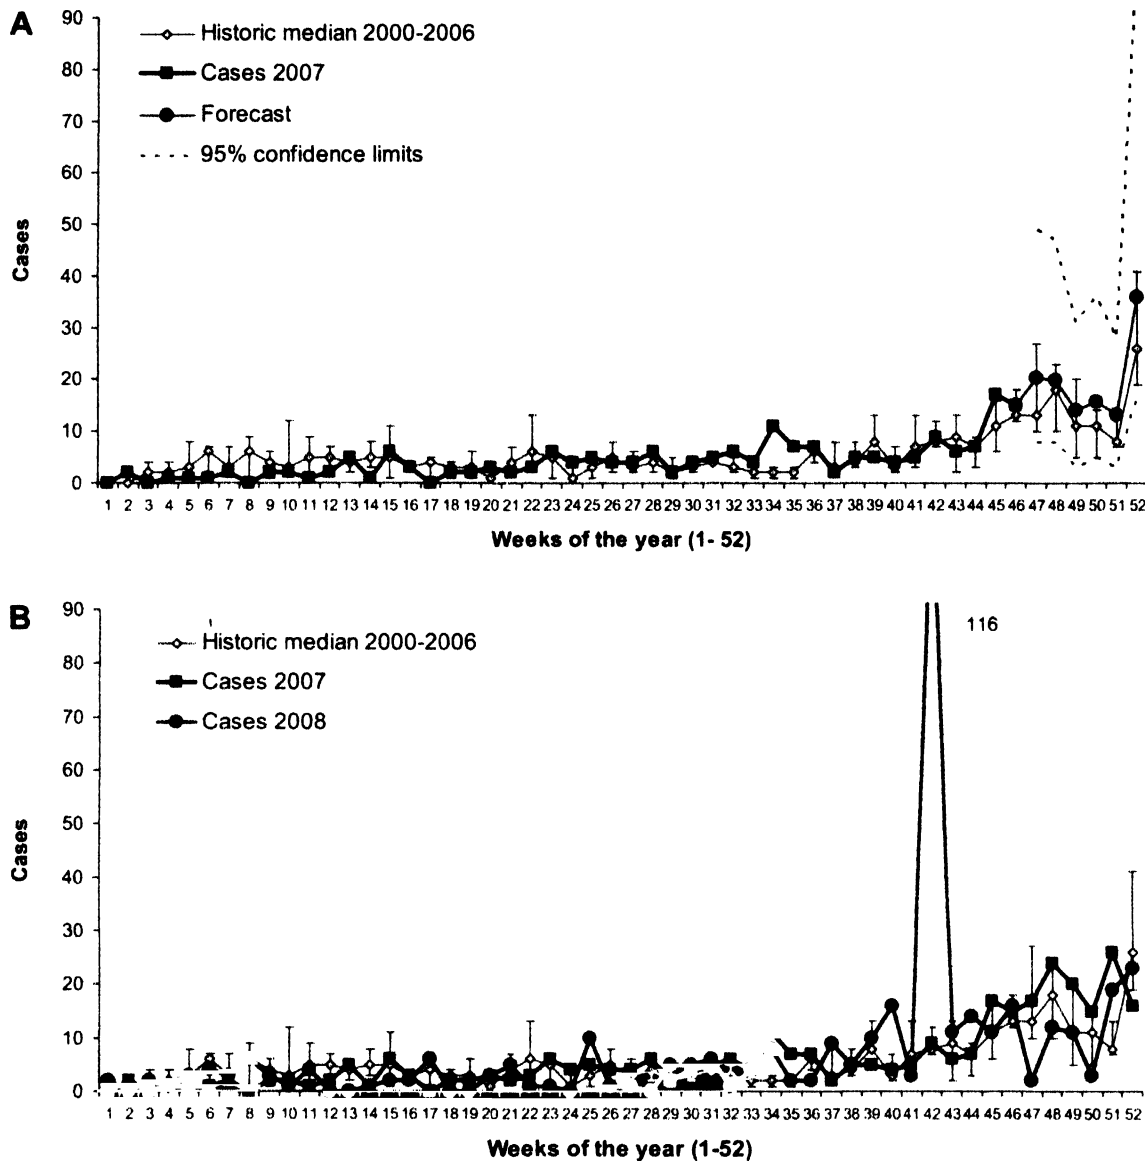 A
90
80
70
60
50
40
30
20
10
0
Cases
Historic median 2000-2006
Cases 2007
Forecast
95% confidence limits
1 2 3 4 5 6 7 8 9 10 11 12 13 14 15 16 17 18 19 20 21 22 23 24 25 26 27 28 29 30 31 32 33 34 35 36 37 38 39 40 41 42 43 44 45 46 47 48 49 50 51 52
Weeks of the year (1- 52)
B
90
80
70
60
50
40
30
20
10
0
Cases
Historic median 2000-2006
Cases 2007
Cases 2008
116
1 2 3 4 5 6 7 8 9 10 11 12 13 14 15 16 17 18 19 20 21 22 23 24 25 26 27 28 29 30 31 32 33 34 35 36 37 38 39 40 41 42 43 44 45 46 47 48 49 50 51 52
Weeks of the year (1-52)